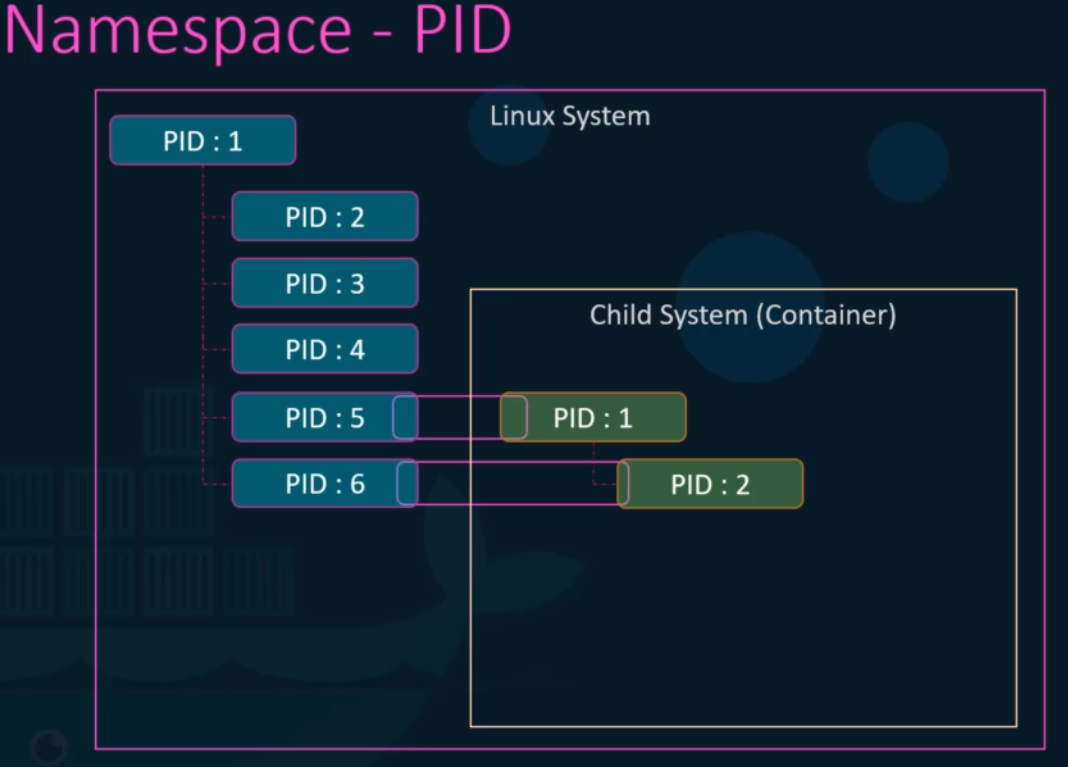 Namespace - PID
Linux System
PID : 1
PID : 2
PID : 3
PID : 4
PID : 5
PID : 6
Child System (Container)
PID : 1
PID : 2